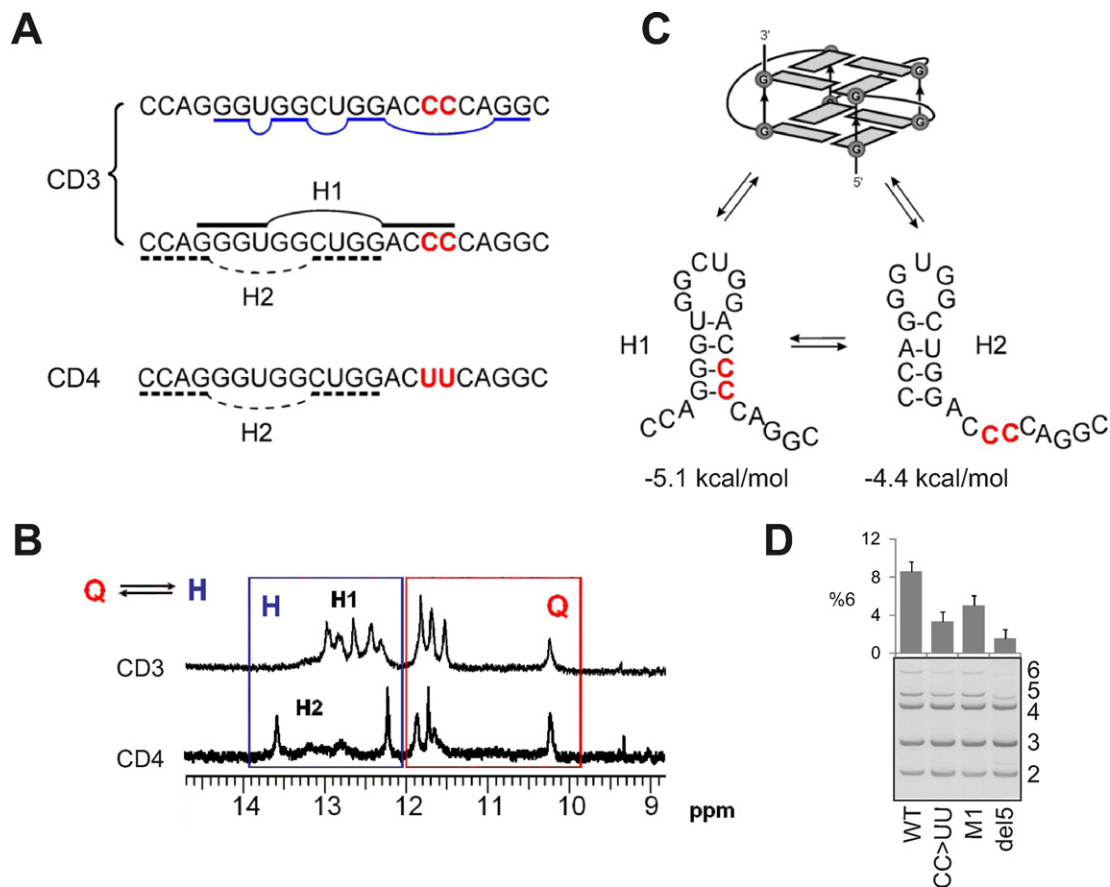 A
CCAGGGUGGCUGGACCCCAGGC
CD3
H1
CCAGGGUGGCUGGACCCCAGGC
H2
CD4 CCAGGGUGGCUGGACUUCAGGC
H2
B
Q H
H H1 Q
CD3
H2
CD4
14 13 12 11 10 9 ppm
C
3'
G G G G
5'
H1 H2
-5.1 kcal/mol -4.4 kcal/mol
D
12
8
%6
4
0
6
5
4
3
2
WT CC>UU M1 del5